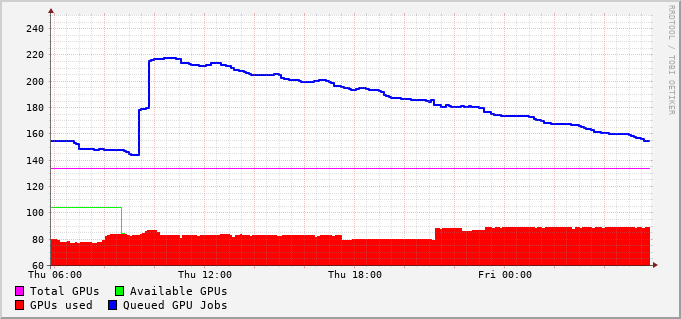 RRDTOOL / TOBI OETIKER
240
220
200
180
160
140
120
100
80
60
Thu 06:00 Thu 12:00 Thu 18:00 Fri 00:00
Total GPUs Available GPUs
GPUs used Queued GPU Jobs